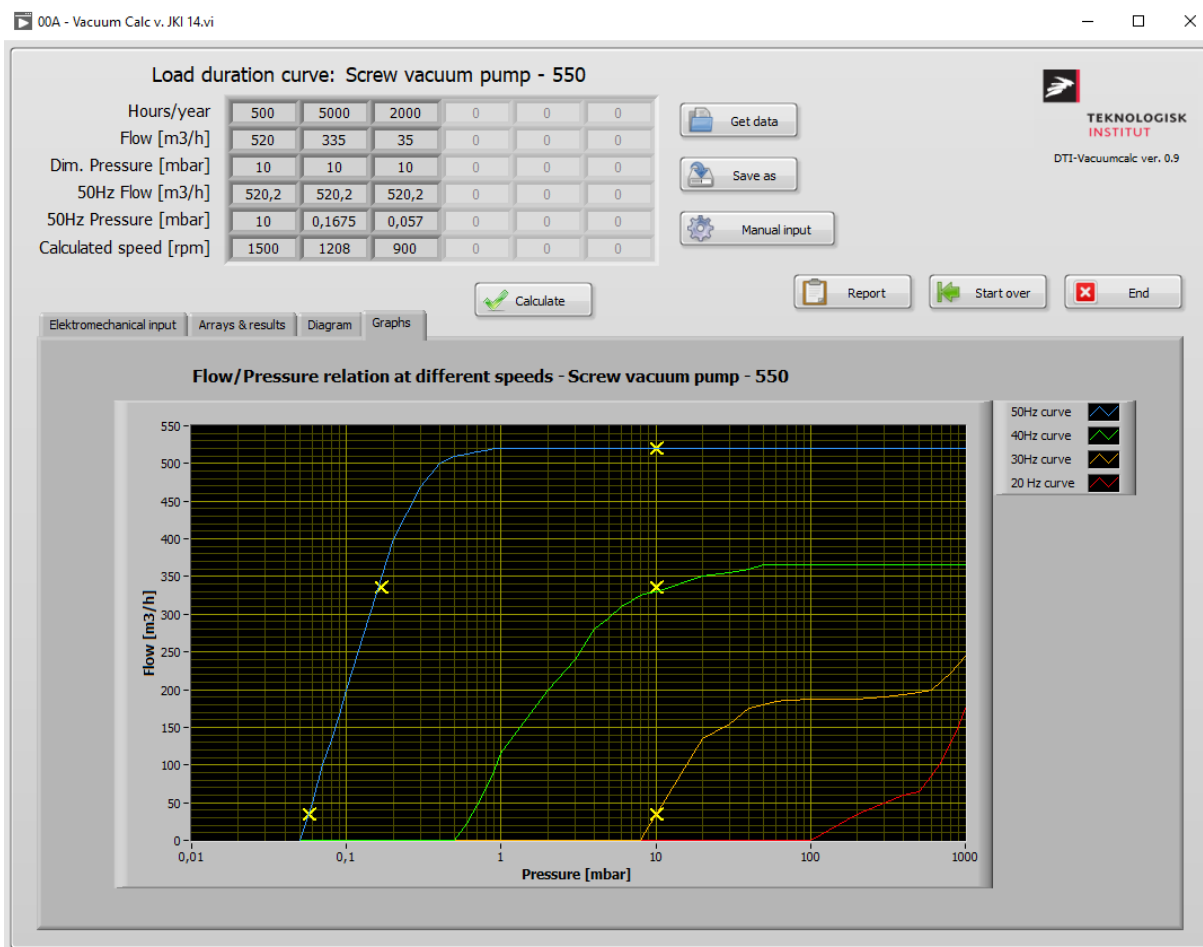 00A - Vacuum Calc v. JKI 14.vi
Load duration curve: Screw vacuum pump - 550
Hours/year 500 5000 2000 0 0 0
Flow [m3/h] 520 335 35 0 0 0
Dim. Pressure [mbar] 10 10 10 0 0 0
50Hz Flow [m3/h] 520,2 520,2 520,2 0 0 0
50Hz Pressure [mbar] 10 0,1675 0,057 0 0 0
Calculated speed [rpm] 1500 1208 900 0 0 0
Get data
Save as
Manual input
TEKNOLOGISK
INSTITUT
DTI-Vacuumcalc ver. 0.9
Calculate
Report
Start over
End
Elektromechanical input
Arrays & results
Diagram
Graphs
Flow/Pressure relation at different speeds - Screw vacuum pump - 550
50Hz curve
40Hz curve
30Hz curve
20 Hz curve
Flow [m3/h]
550
500
450
400
350
300
250
200
150
100
50
0
0,01 0,1 1 10 100 1000
Pressure [mbar]